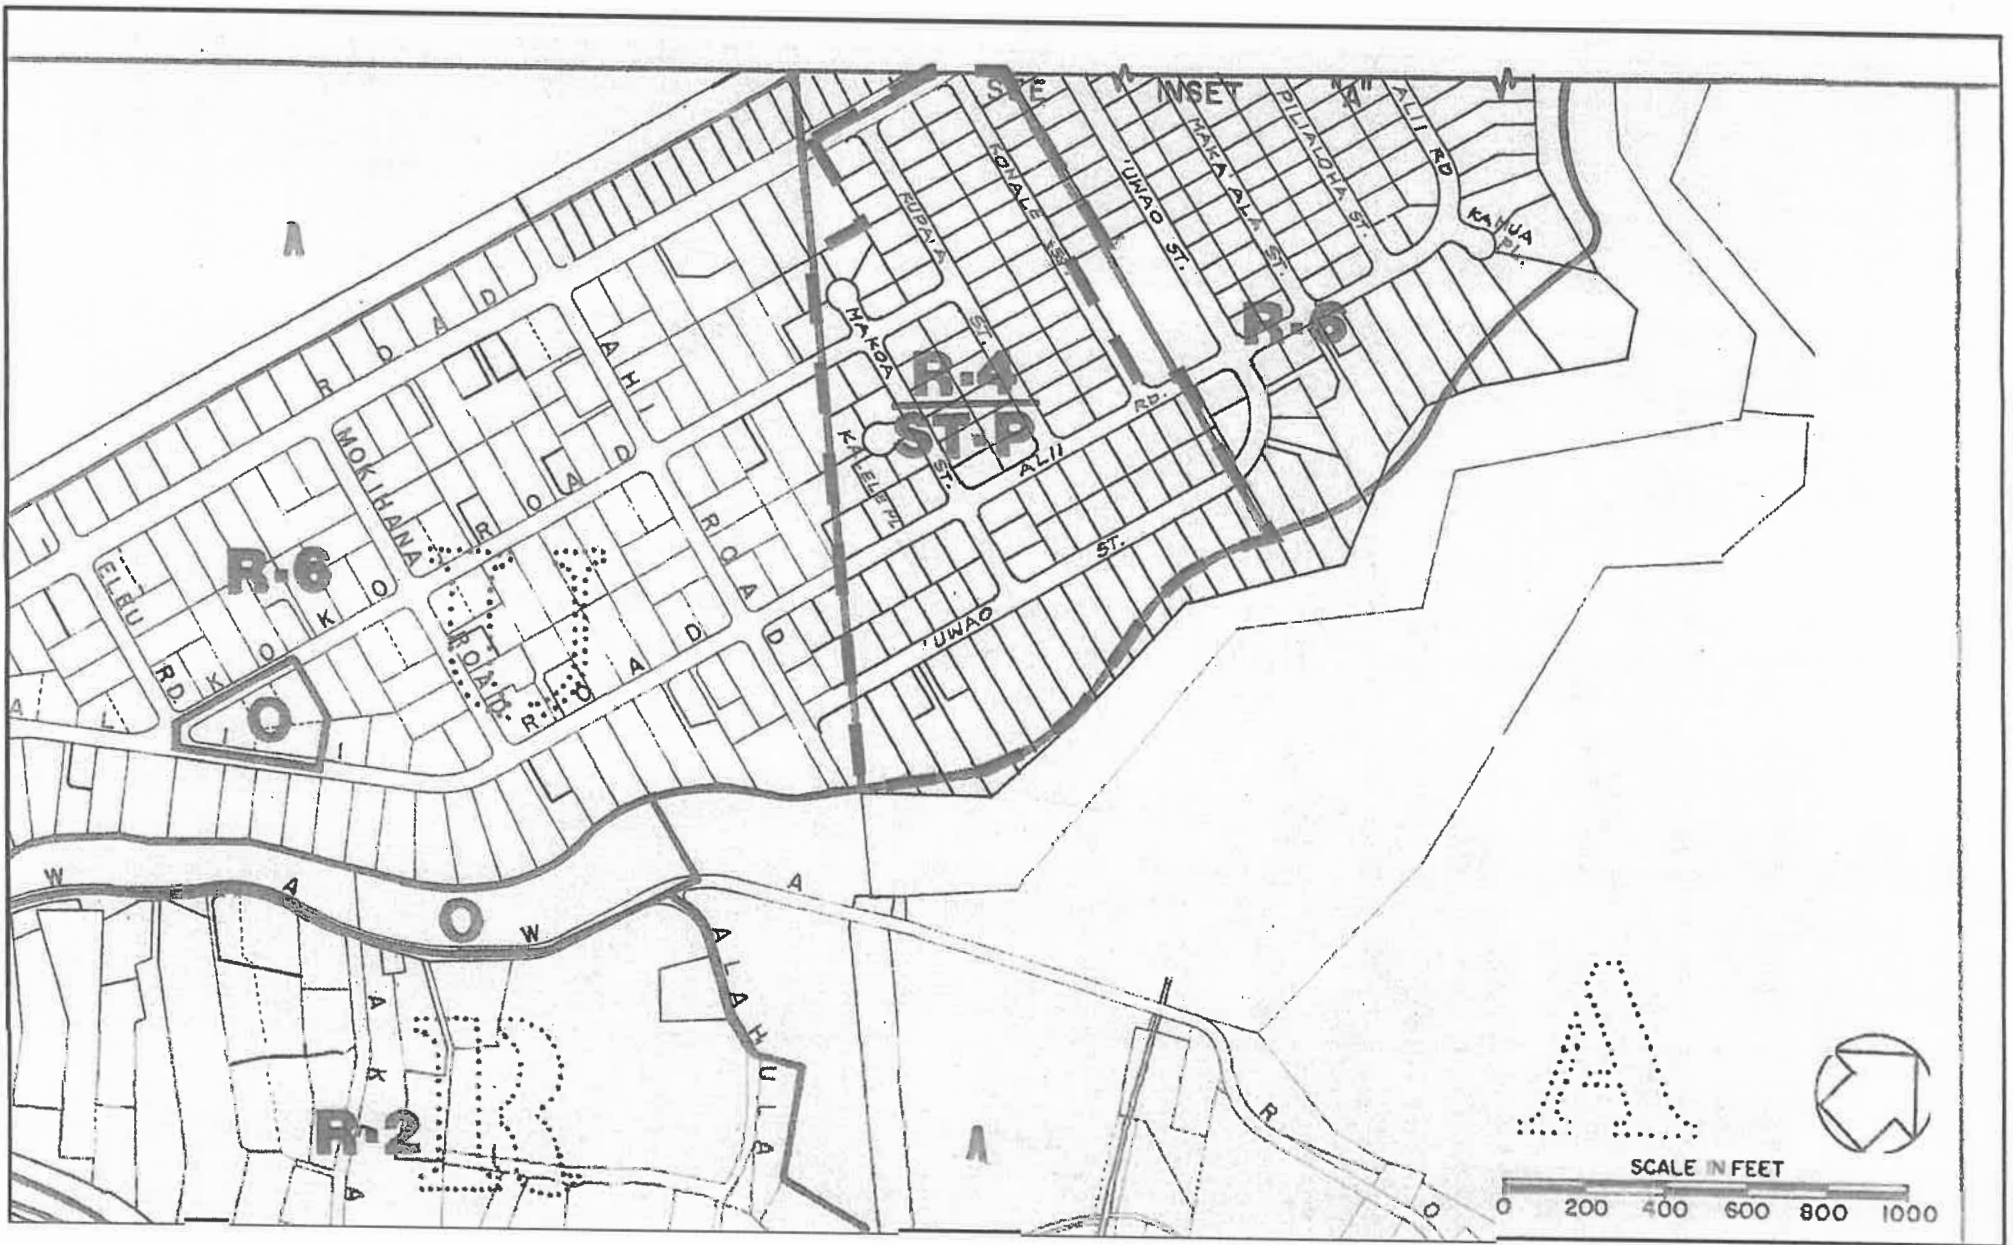 SEE INSET "A"
A
ROAD
AHI ROAD
MOKIHANA ROAD
ELEU RD.
KOKO ROAD
ALII ROAD
R-6
O
KUPA'A ST.
KONALE ST.
'UWAO ST.
MAKA'ALA ST.
PILIALOHA ST.
ALII RD
KAHUA PL.
R-6
MAKOA ST.
R-4
ST-P
KALELE PL
ALII RD.
'UWAO ST.
U
WEAWA
O
R-2
AKA
R
ALAHULA
A
A R O
A
SCALE IN FEET
0 200 400 600 800 1000